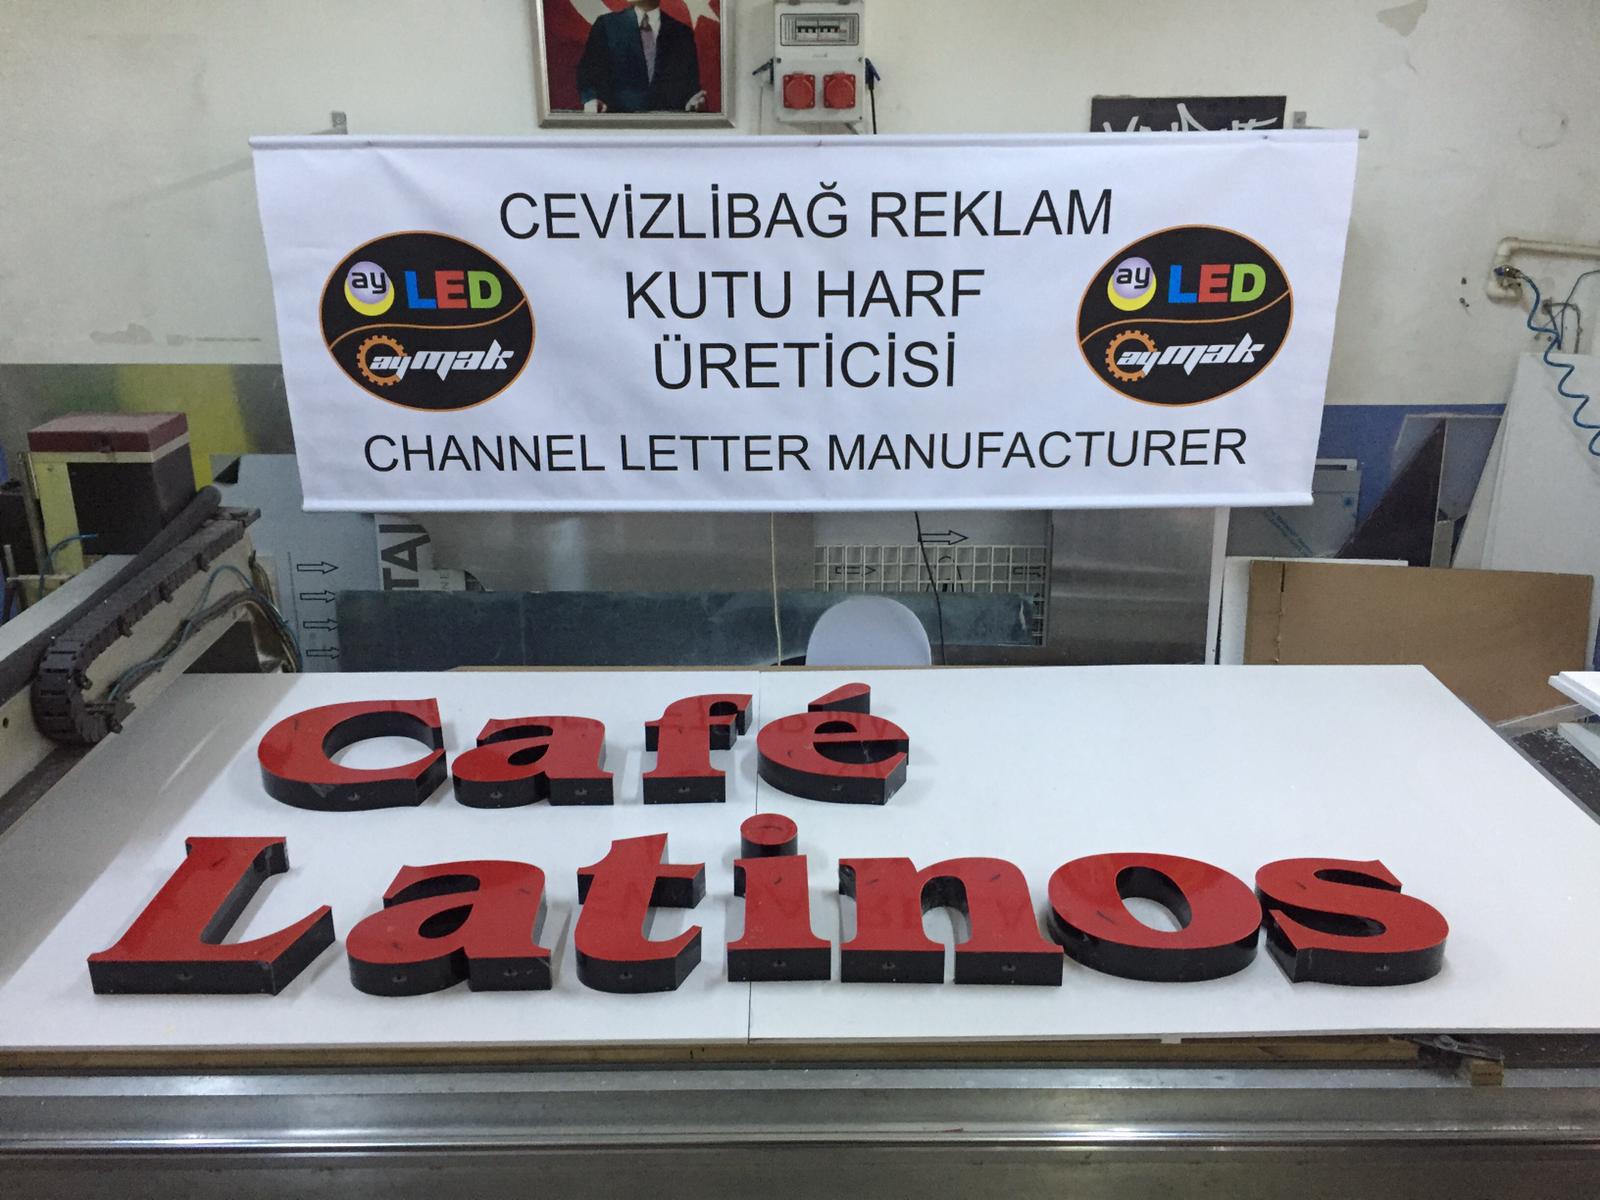 CEVİZLİBAĞ REKLAM
KUTU HARF
ÜRETİCİSİ
CHANNEL LETTER MANUFACTURER
ay LED
aymak
ay LED
aymak
TAI
Café
Latinos